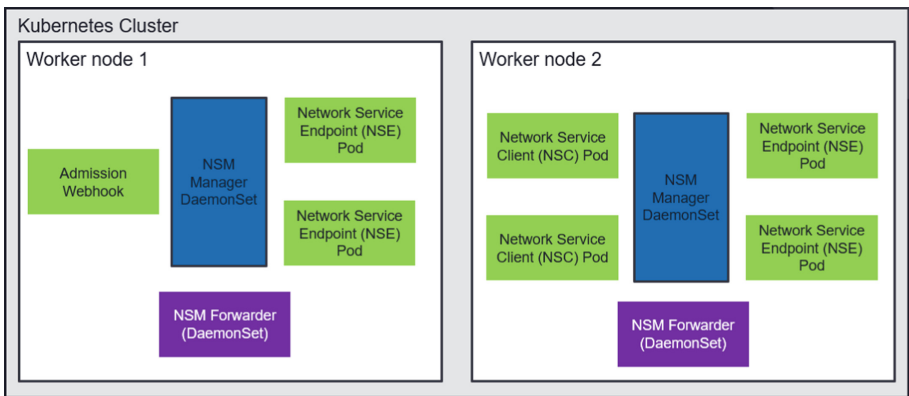 Kubernetes Cluster
Worker node 1
Admission
Webhook
NSM
Manager
DaemonSet
Network Service
Endpoint (NSE)
Pod
Network Service
Endpoint (NSE)
Pod
NSM Forwarder
(DaemonSet)
Worker node 2
Network Service
Client (NSC) Pod
Network Service
Client (NSC) Pod
NSM
Manager
DaemonSet
Network Service
Endpoint (NSE)
Pod
Network Service
Endpoint (NSE)
Pod
NSM Forwarder
(DaemonSet)